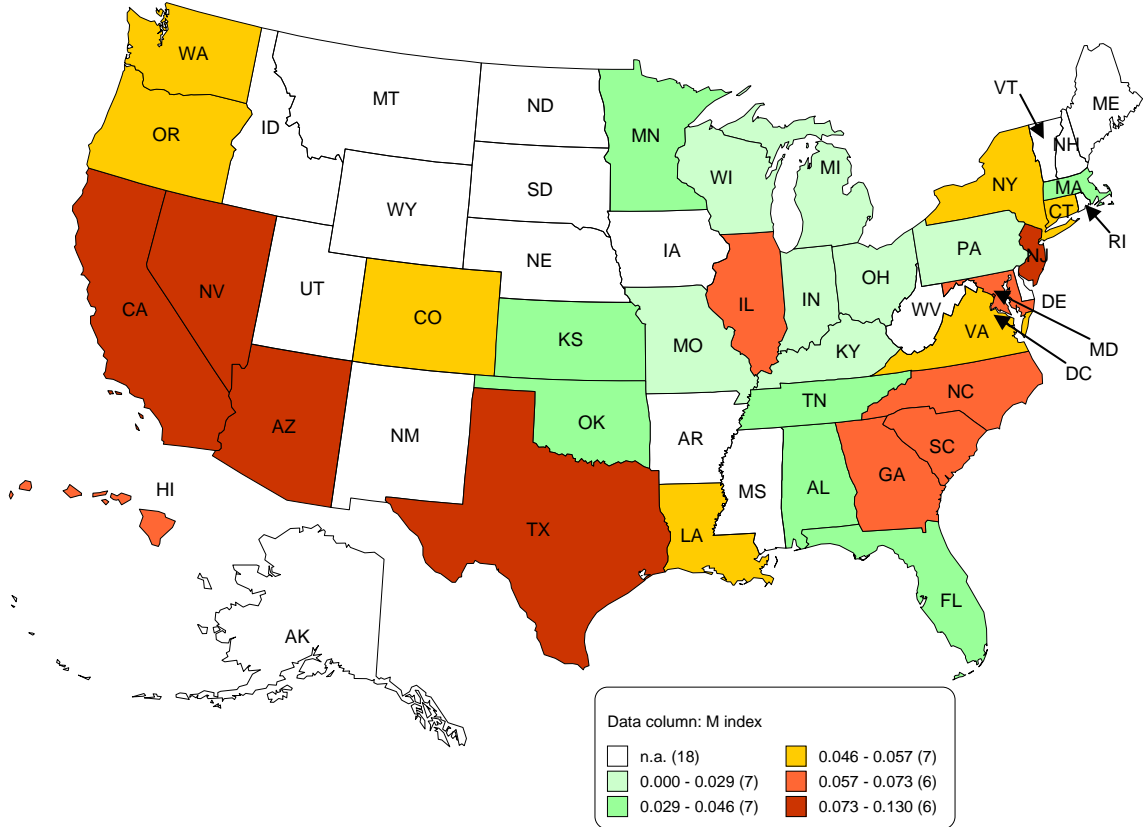 WA
MT
ND
VT
ME
OR
ID
MN
NH
WI
MI
NY
MA
SD
WY
CT
RI
IA
PA
NE
OH
NJ
NV
UT
IL
IN
CA
CO
WV
DE
KS
MO
KY
VA
MD
DC
NC
TN
AZ
OK
NM
AR
SC
GA
HI
MS
AL
TX
LA
FL
AK
Data column: M index
n.a. (18)
0.000 - 0.029 (7)
0.029 - 0.046 (7)
0.046 - 0.057 (7)
0.057 - 0.073 (6)
0.073 - 0.130 (6)